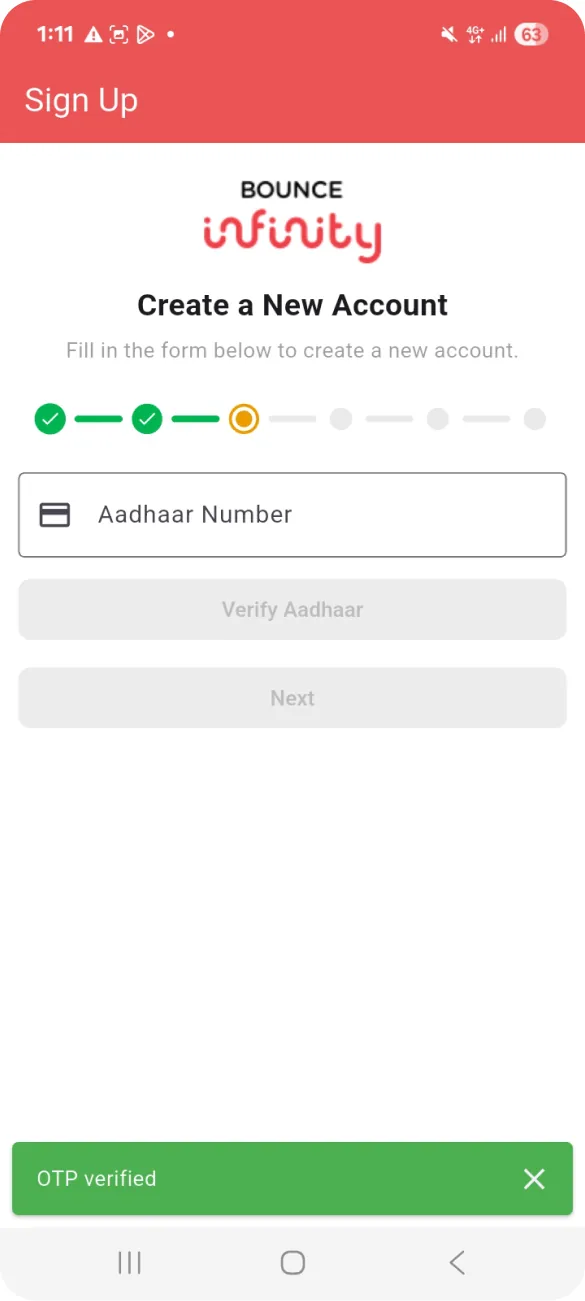 1:11
4G+
63
Sign Up
BOUNCE
infinity
Create a New Account
Fill in the form below to create a new account.
Aadhaar Number
Verify Aadhaar
Next
OTP verified